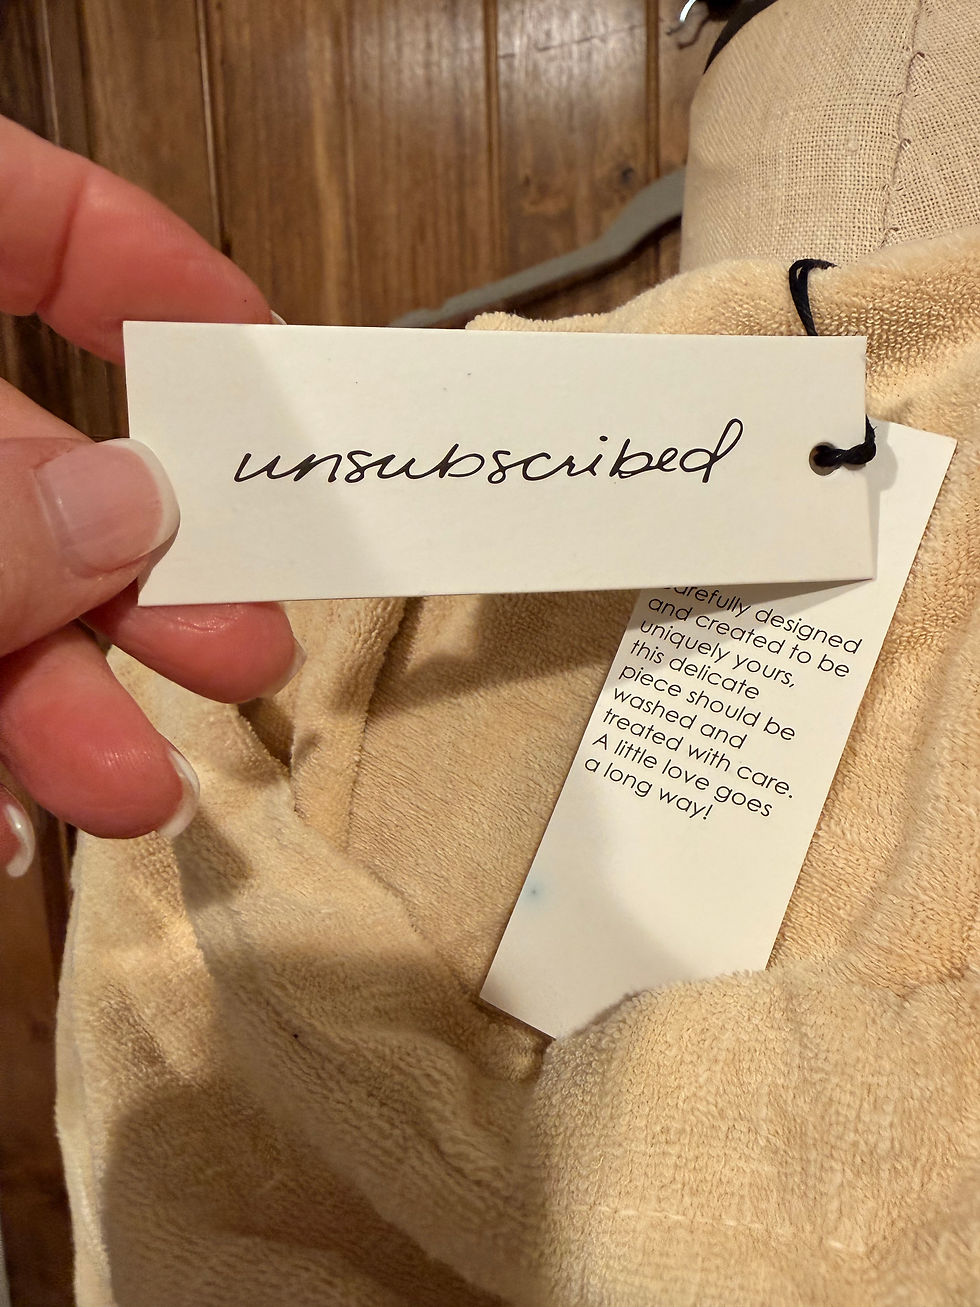 unsubscribed
carefully designed
and created to be
uniquely yours,
this delicate
piece should be
washed and
treated with care.
A little love goes
a long way!